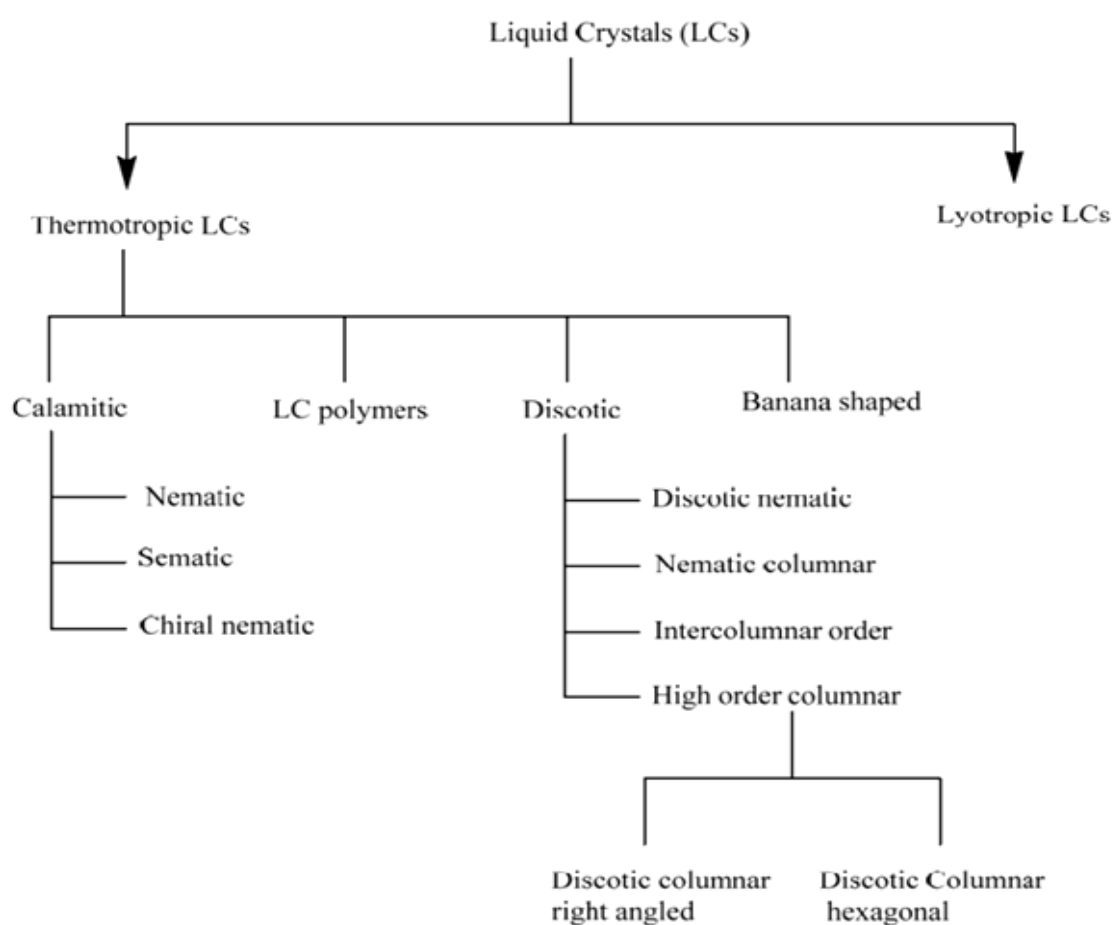 Liquid Crystals (LCs)
Thermotropic LCs
Lyotropic LCs
Calamitic
LC polymers
Discotic
Banana shaped
Nematic
Sematic
Chiral nematic
Discotic nematic
Nematic columnar
Intercolumnar order
High order columnar
Discotic columnar
right angled
Discotic Columnar
hexagonal